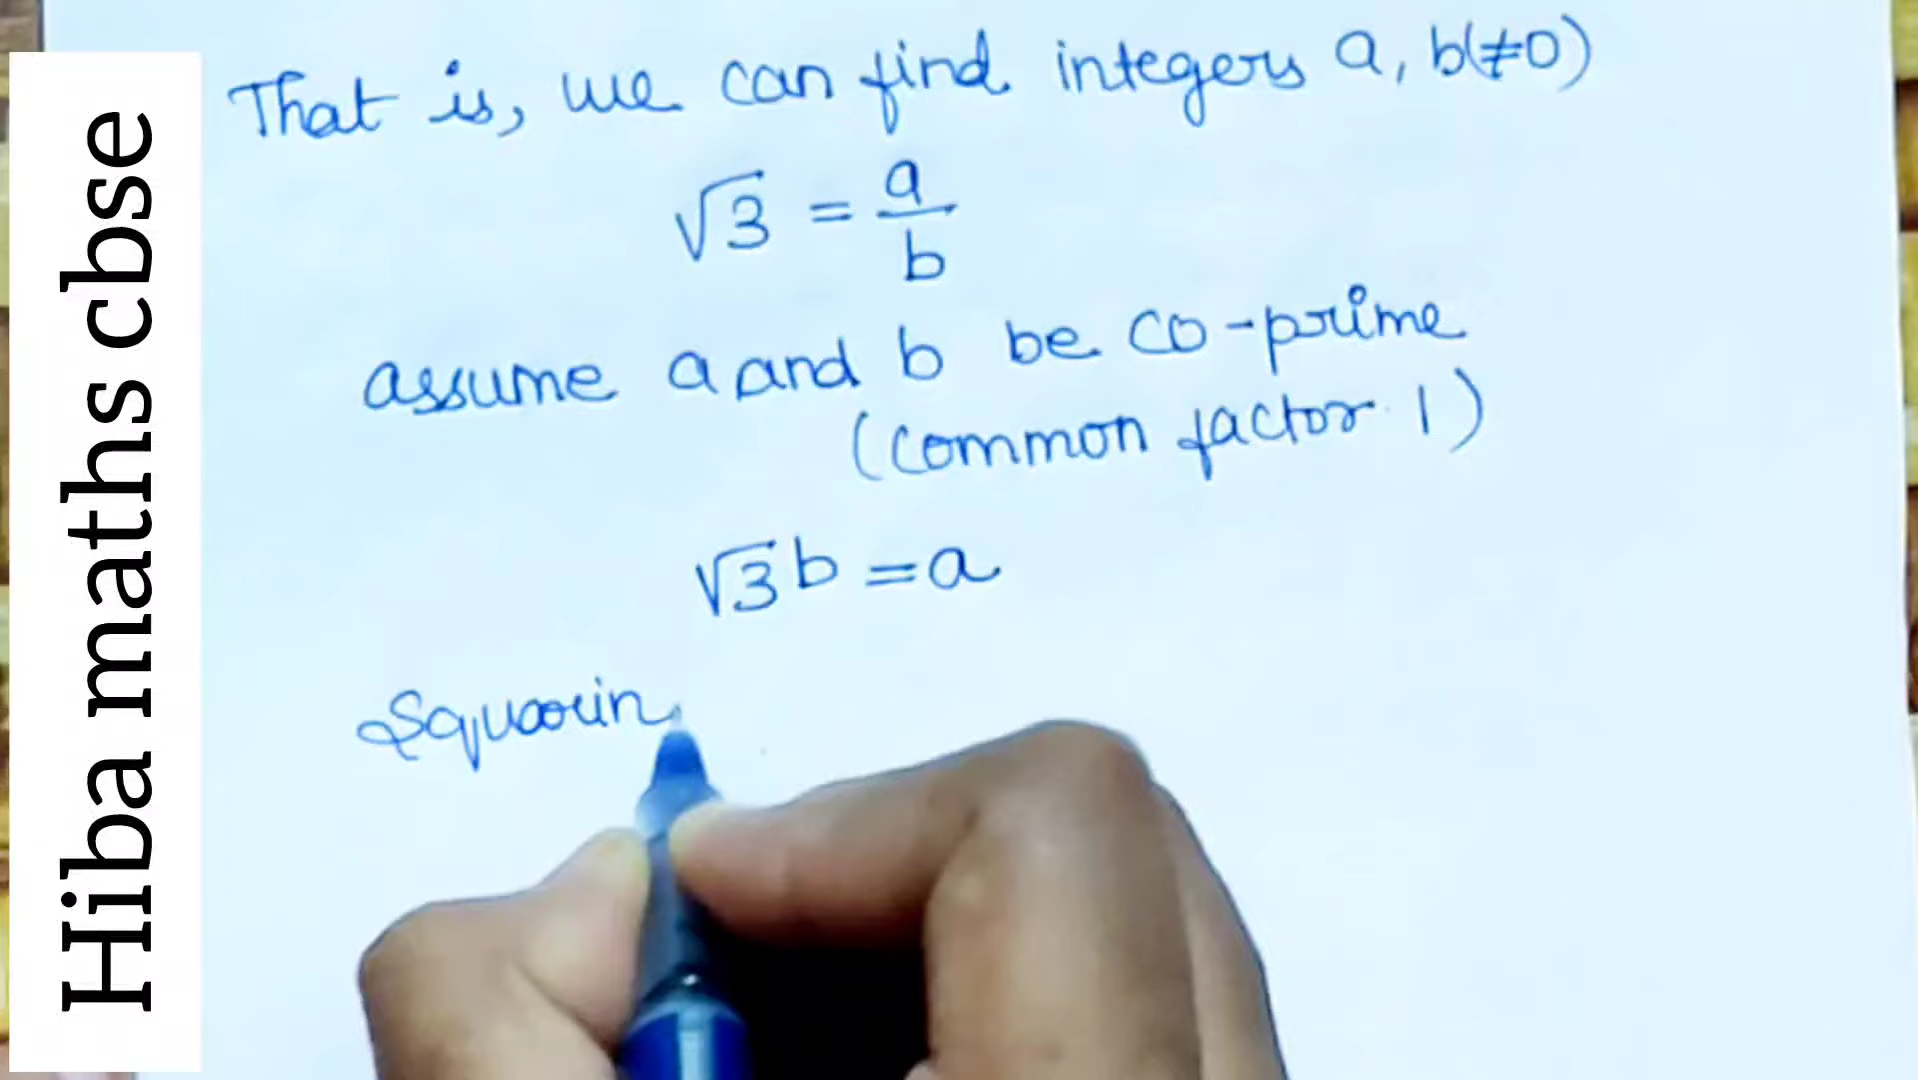 Hiba maths cbse
That is, we can find integers a, b(≠0)
√3 = a/b
assume a and b be co-prime
(common factor 1)
√3 b = a
Squarin